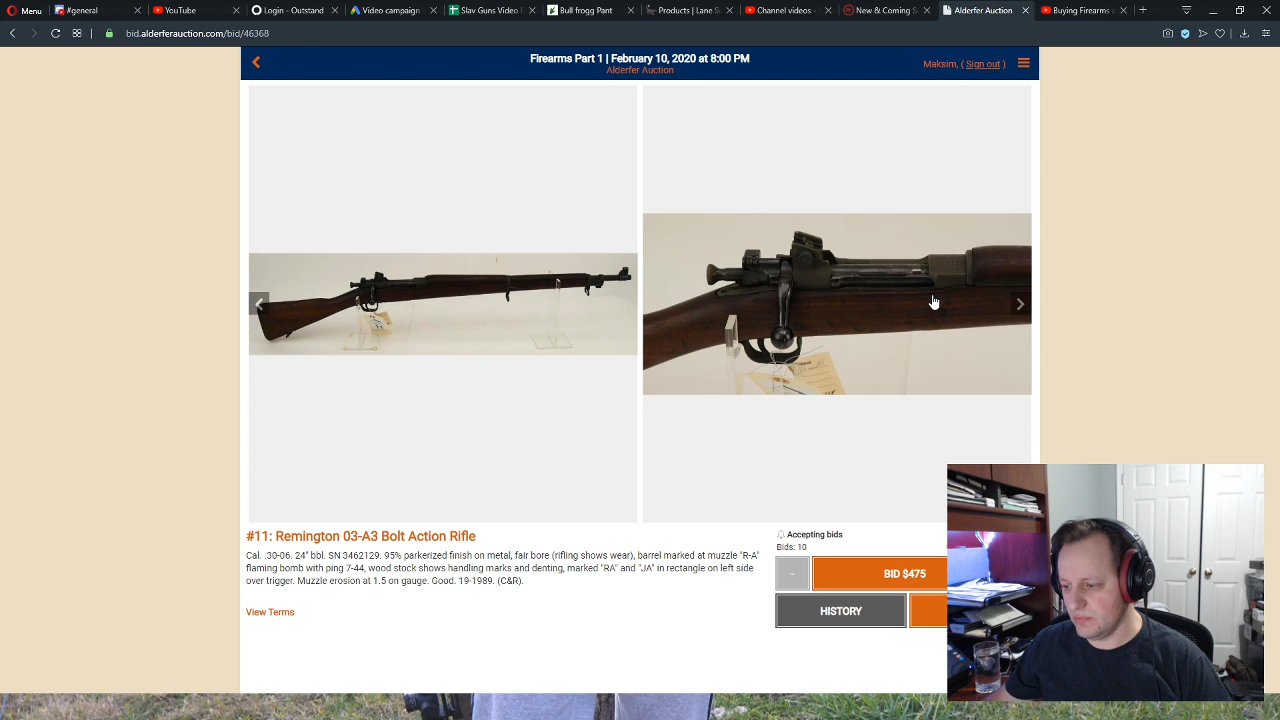 Menu
#general
YouTube
Login - Outstand
Video campaign
Slav Guns Video I
Bull frogg Pant
Products | Lane S
Channel videos -
New & Coming S
Alderfer Auction
Buying Firearms a
bid.alderferauction.com/bid/46368
Firearms Part 1 | February 10, 2020 at 8:00 PM
Alderfer Auction
Maksim, ( Sign out )
#11: Remington 03-A3 Bolt Action Rifle
Cal. .30-06. 24" bbl. SN 3462129. 95% parkerized finish on metal, fair bore (rifling shows wear), barrel marked at muzzle "R-A"
flaming bomb with ping 7-44, wood stock shows handling marks and denting, marked "RA" and "JA" in rectangle on left side
over trigger. Muzzle erosion at 1.5 on gauge. Good. 19-1989. (C&R).
View Terms
Accepting bids
Bids: 10
-
BID $475
HISTORY